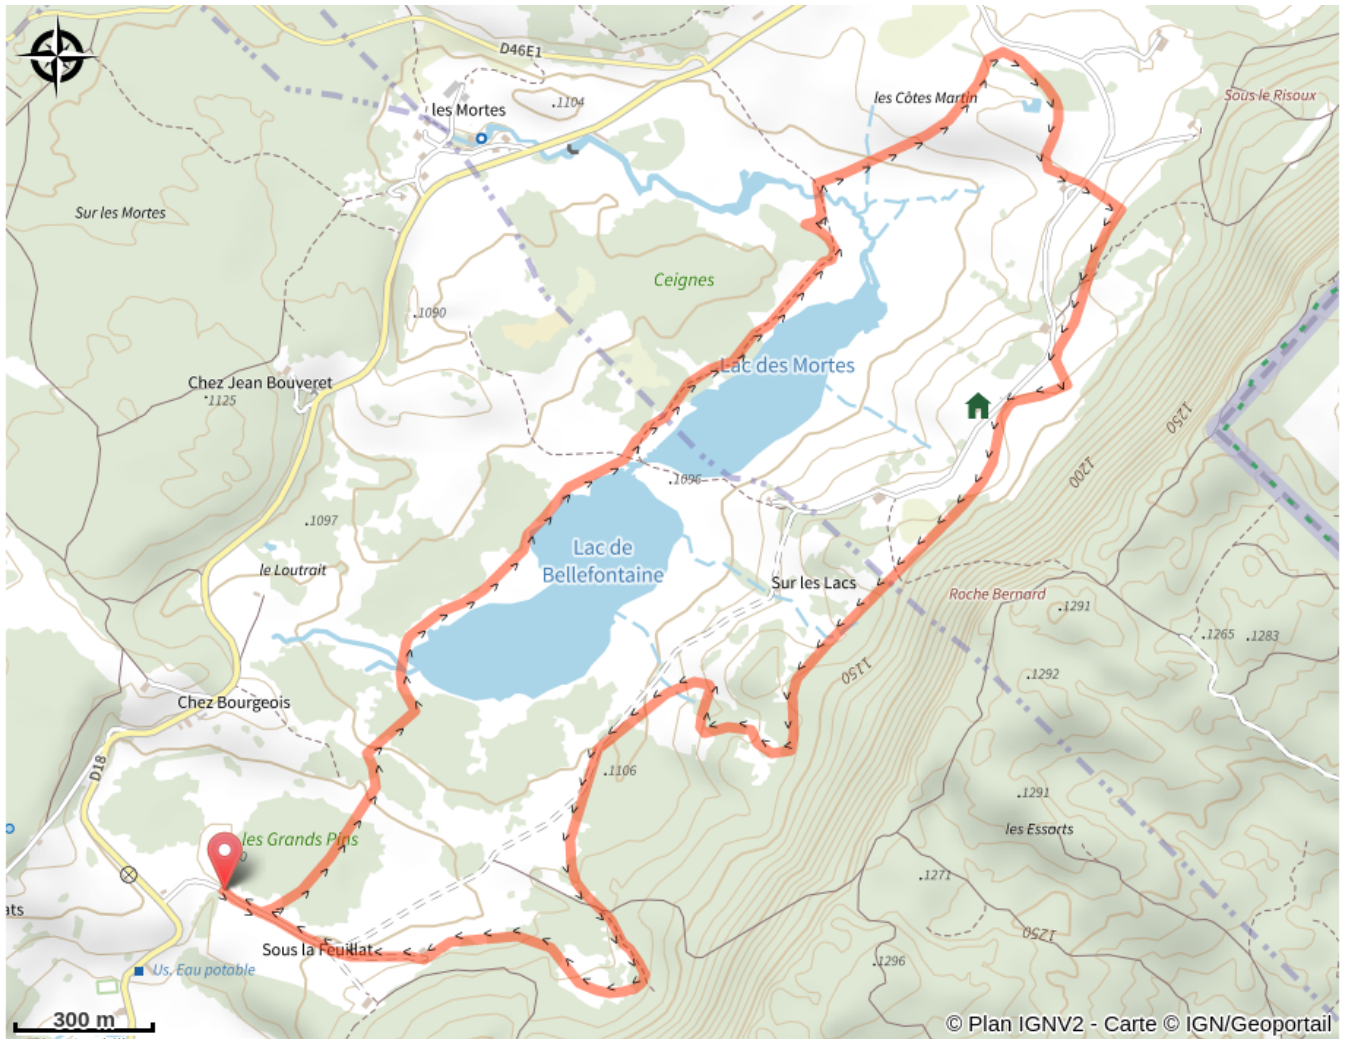 D46E1
les Mortes
.1104
les Côtes Martin
Sous le Risoux
Sur les Mortes
Ceignes
.1090
Lac des Mortes
Chez Jean Bouveret
.1125
1250
1200
.1096
.1097
Lac de
Bellefontaine
le Loutrait
Sur les Lacs
Roche Bernard
.1291
.1265
.1283
1150
.1292
Chez Bourgeois
D18
.1106
.1291
les Essarts
les Grands Pins
.1271
ats
1250
Sous la Feuillat
.1296
Us. Eau potable
300 m
© Plan IGNV2 - Carte © IGN/Geoportail